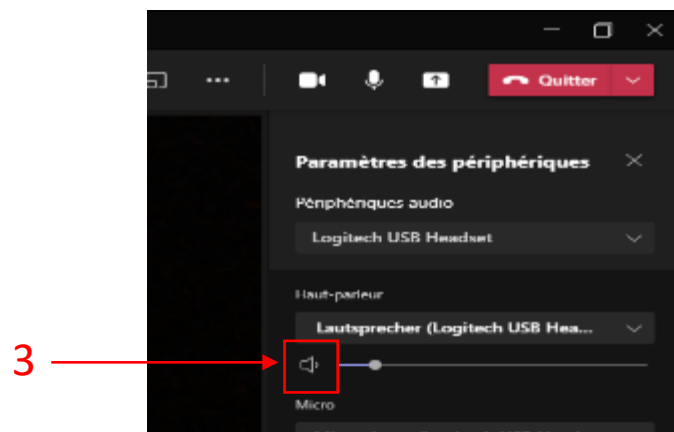 Quitter
Paramètres des périphériques
Périphériques audio
Logitech USB Headset
Haut-parleur
Lautsprecher (Logitech USB Hea...
3
Micro